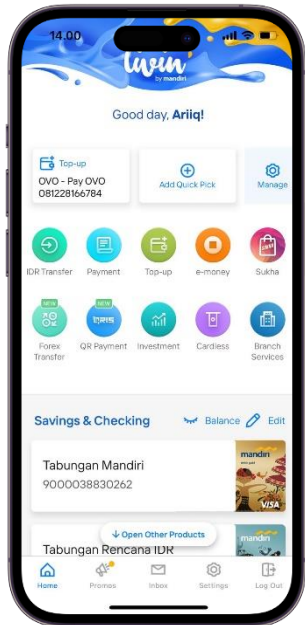 14.00
livin'
by mandiri
Good day, Ariiq!
Top-up
OVO - Pay OVO
081228166784
Add Quick Pick
Manage
IDR Transfer
Payment
Top-up
e-money
Sukha
NEW
NEW
QRIS
Forex
Transfer
QR Payment
Investment
Cardless
Branch
Services
Savings & Checking
Balance
Edit
Tabungan Mandiri
9000038830262
mandiri
VISA
Open Other Products
Tabungan Rencana IDR
mandiri
Home
Promos
Inbox
Settings
Log Out